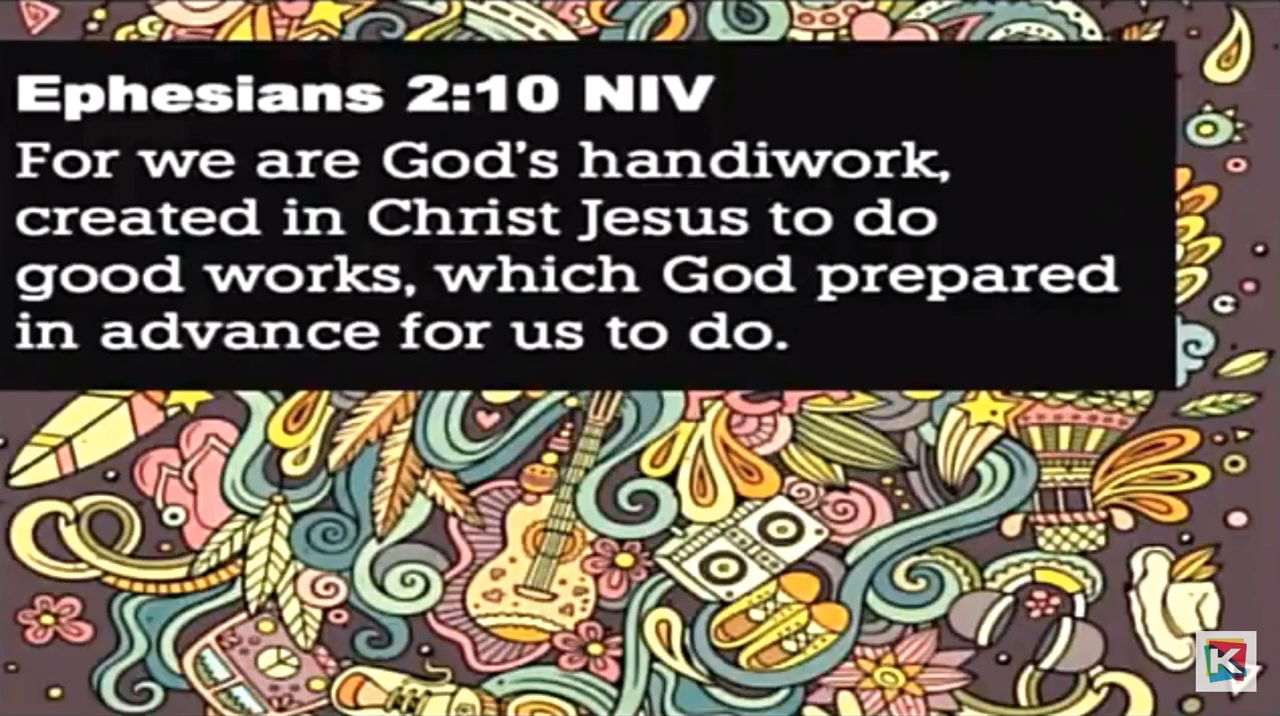 Ephesians 2:10 NIV
For we are God's handiwork,
created in Christ Jesus to do
good works, which God prepared
in advance for us to do.
K